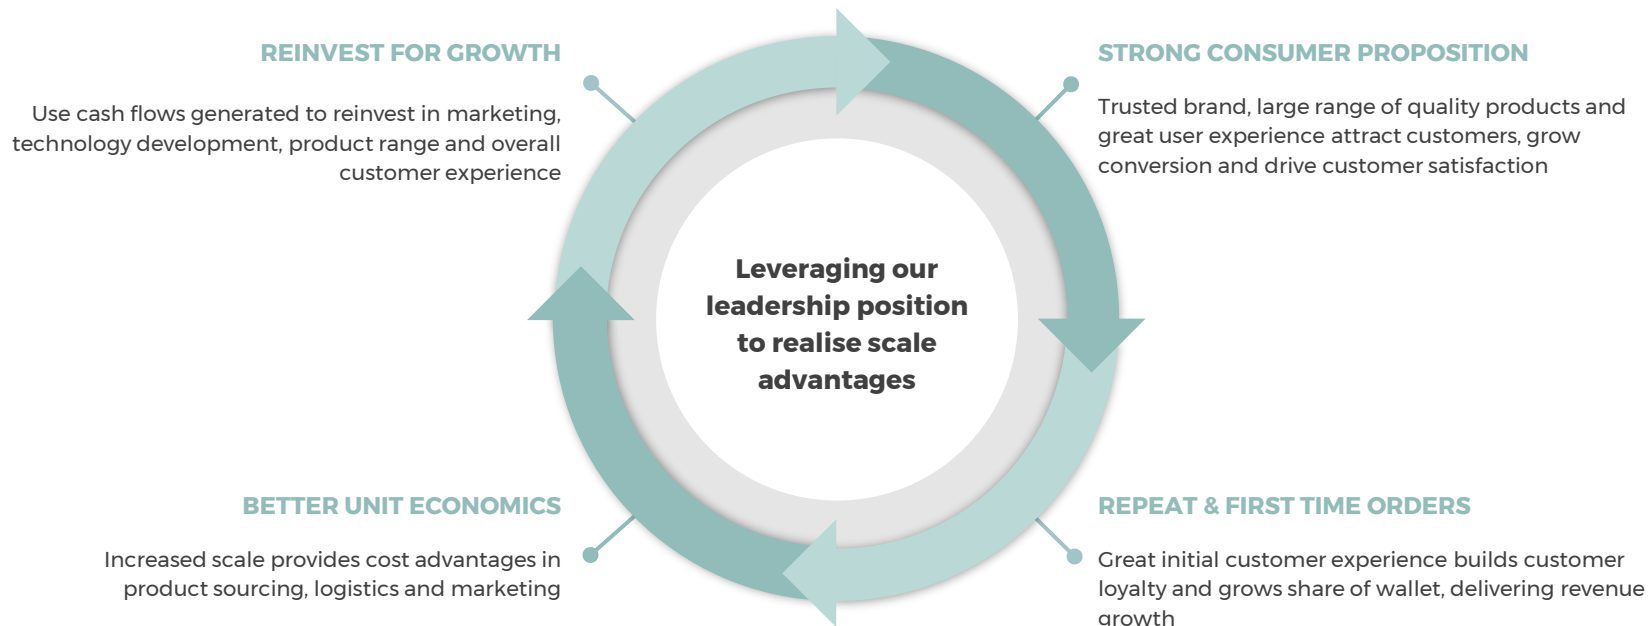 REINVEST FOR GROWTH
Use cash flows generated to reinvest in marketing,
technology development, product range and overall
customer experience
STRONG CONSUMER PROPOSITION
Trusted brand, large range of quality products and
great user experience attract customers, grow
conversion and drive customer satisfaction
Leveraging our
leadership position
to realise scale
advantages
BETTER UNIT ECONOMICS
Increased scale provides cost advantages in
product sourcing, logistics and marketing
REPEAT & FIRST TIME ORDERS
Great initial customer experience builds customer
loyalty and grows share of wallet, delivering revenue
growth